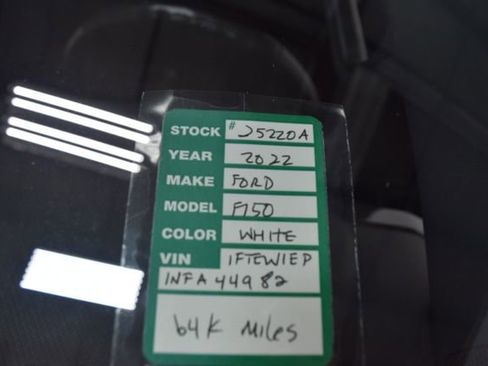 STOCK # 25220A
YEAR 2022
MAKE FORD
MODEL F150
COLOR WHITE
VIN 1FTEW1EP
1NFA44982
64K MILES